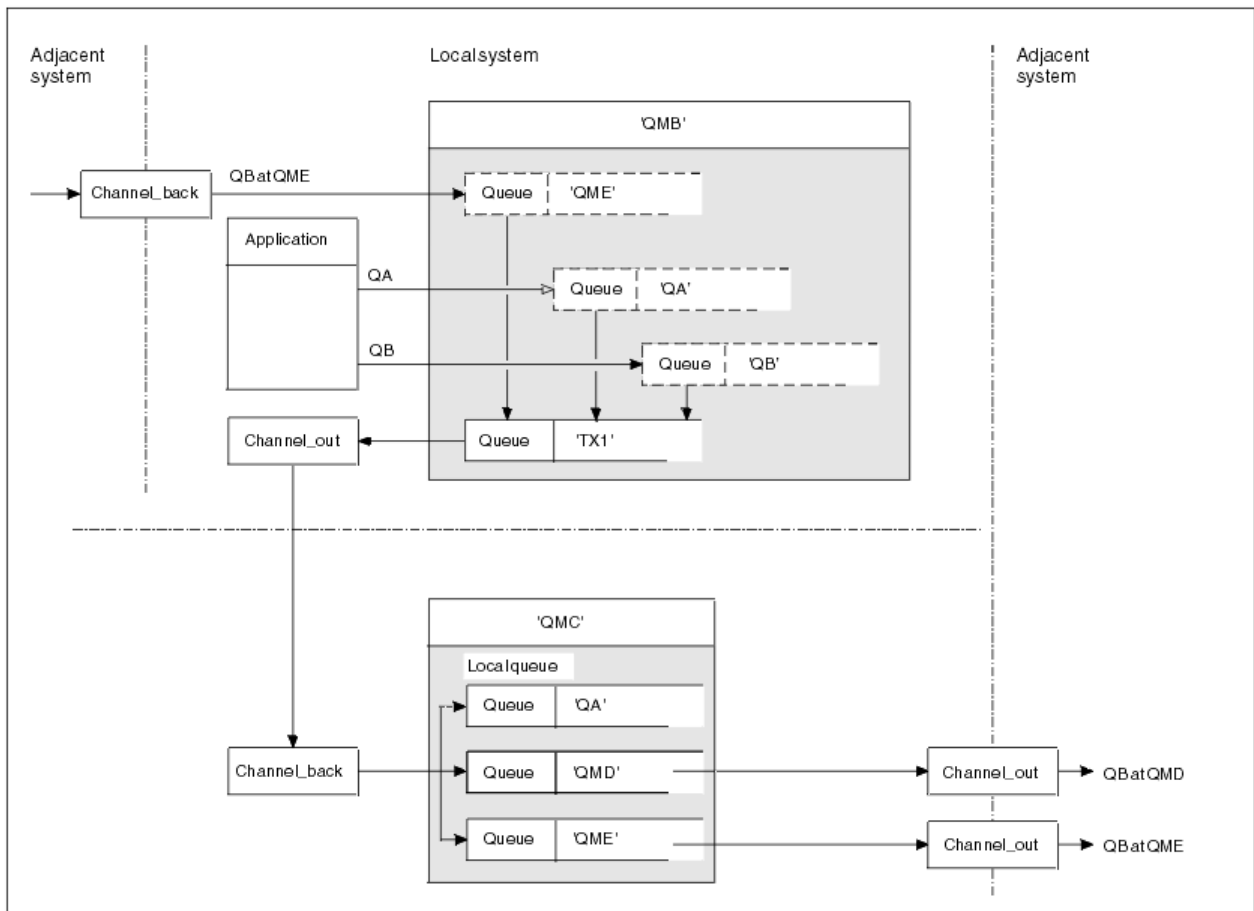 Adjacent
system
Localsystem
Adjacent
system
'QMB'
Channel_back
QBatQME
Queue
'QME'
Application
QA
Queue
'QA'
QB
Queue
'QB'
Channel_out
Queue
'TX1'
'QMC'
Localqueue
Queue
'QA'
Channel_back
Queue
'QMD'
Channel_out
QBatQMD
Queue
'QME'
Channel_out
QBatQME